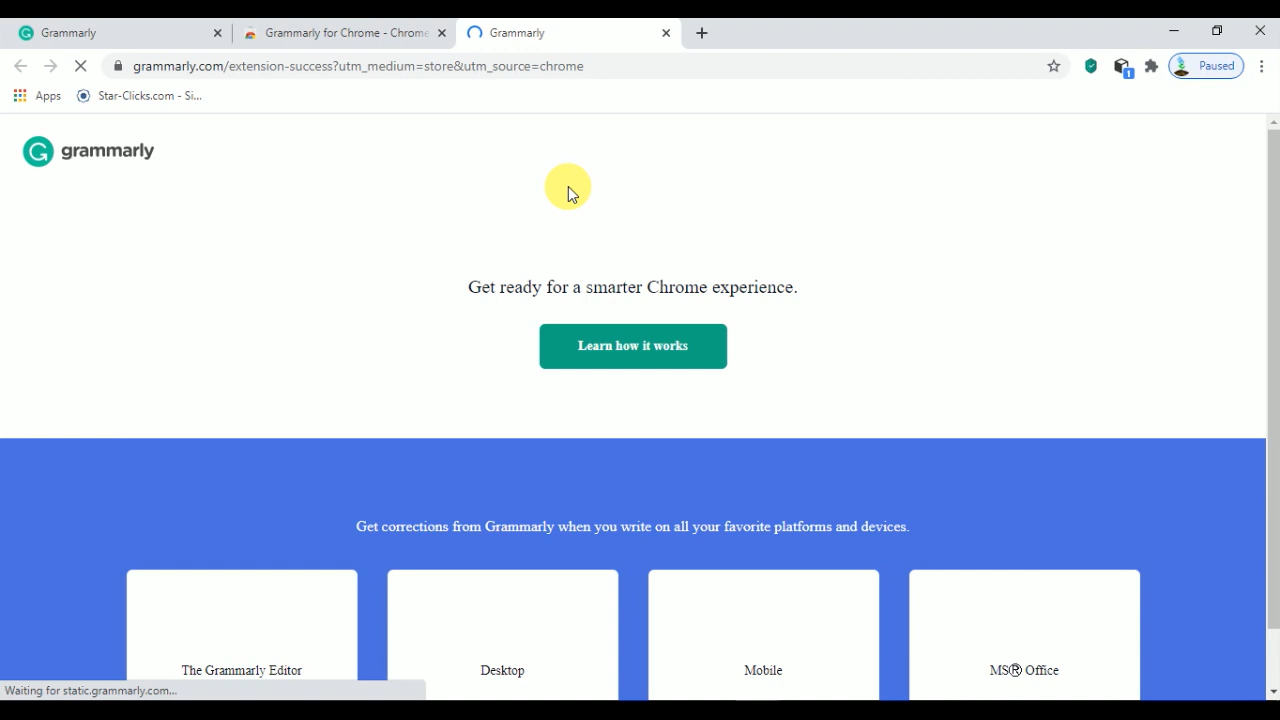 Grammarly
Grammarly for Chrome - Chrome
Grammarly
grammarly.com/extension-success?utm_medium=store&utm_source=chrome
1
Paused
Apps
Star-Clicks.com - Si...
grammarly
Get ready for a smarter Chrome experience.
Learn how it works
Get corrections from Grammarly when you write on all your favorite platforms and devices.
The Grammarly Editor
Desktop
Mobile
MS® Office
Waiting for static.grammarly.com...